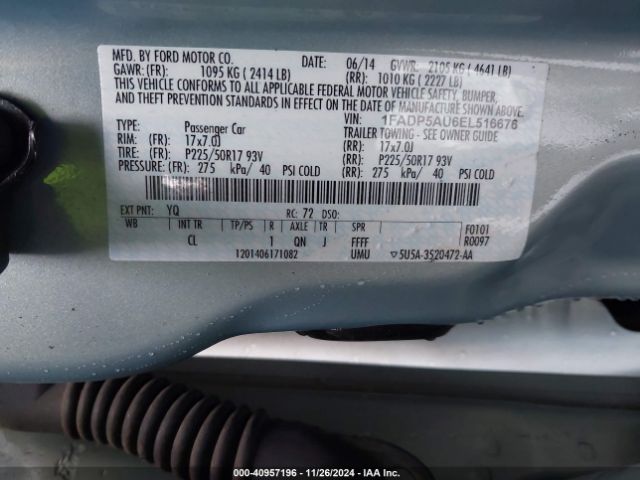 MFD. BY FORD MOTOR CO. DATE: 06/14 GVWR: 2105 KG ( 4641 LB)
GAWR: (FR): 1095 KG ( 2414 LB) (RR): 1010 KG ( 2227 LB)
THIS VEHICLE CONFORMS TO ALL APPLICABLE FEDERAL MOTOR VEHICLE SAFETY, BUMPER,
AND THEFT PREVENTION STANDARDS IN EFFECT ON THE DATE OF MANUFACTURE SHOWN ABOVE.
VIN: 1FADP5AU6EL516676
TYPE: Passenger Car TRAILER TOWING - SEE OWNER GUIDE
RIM: (FR): 17x7.0J (RR): 17x7.0J
TIRE: (FR): P225/50R17 93V (RR): P225/50R17 93V
PRESSURE: (FR): 275 kPa/ 40 PSI COLD (RR): 275 kPa/ 40 PSI COLD
EXT PNT: YQ RC: 72 DSO:
WB INT TR TP/PS R AXLE TR SPR F0101
CL 1 QN J FFFF R0097
1201406171082 UMU ▽5U5A-3520472-AA
000-40957196 - 11/26/2024 - IAA Inc.